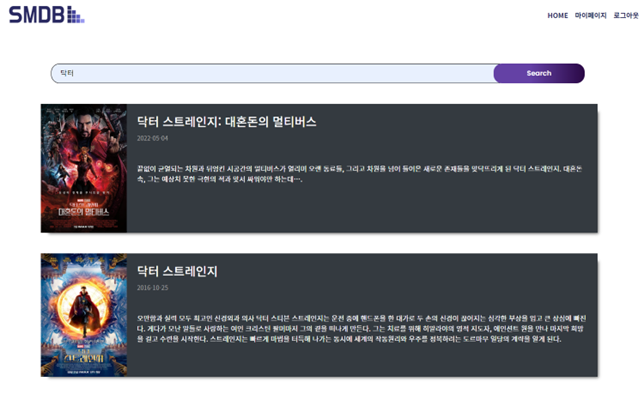 SMDB
HOME 마이페이지 로그아웃
닥터
Search
닥터 스트레인지: 대혼돈의 멀티버스
2022-05-04
끝없이 균열되는 차원과 뒤엉킨 시공간의 멀티버스가 열리며 오랜 동료들, 그리고 차원을 넘어 들어온 새로운 존재들을 맞닥뜨리게 된 닥터 스트레인지. 대혼돈
속, 그는 예상치 못한 극한의 적과 맞서 싸워야만 하는데….
대혼돈의 멀티버스
닥터 스트레인지
2016-10-25
오만함과 실력 모두 최고인 신경외과 의사 닥터 스티븐 스트레인지는 운전 중에 핸드폰을 한 대가로 두 손의 신경이 끊어지는 심각한 부상을 입고 큰 상심에 빠진
다. 게다가 모난 말들로 사랑하는 여인 크리스틴 팔머마저 그의 곁을 떠나게 만든다. 그는 치료를 위해 히말라야의 영적 지도자, 에인션트 원을 만나 마지막 희망
을 걸고 수련을 시작한다. 스트레인지는 빠르게 마법을 터득해 나가는 동시에 세계의 작동원리와 우주를 정복하려는 도르마무 일당의 계략을 알게 된다.